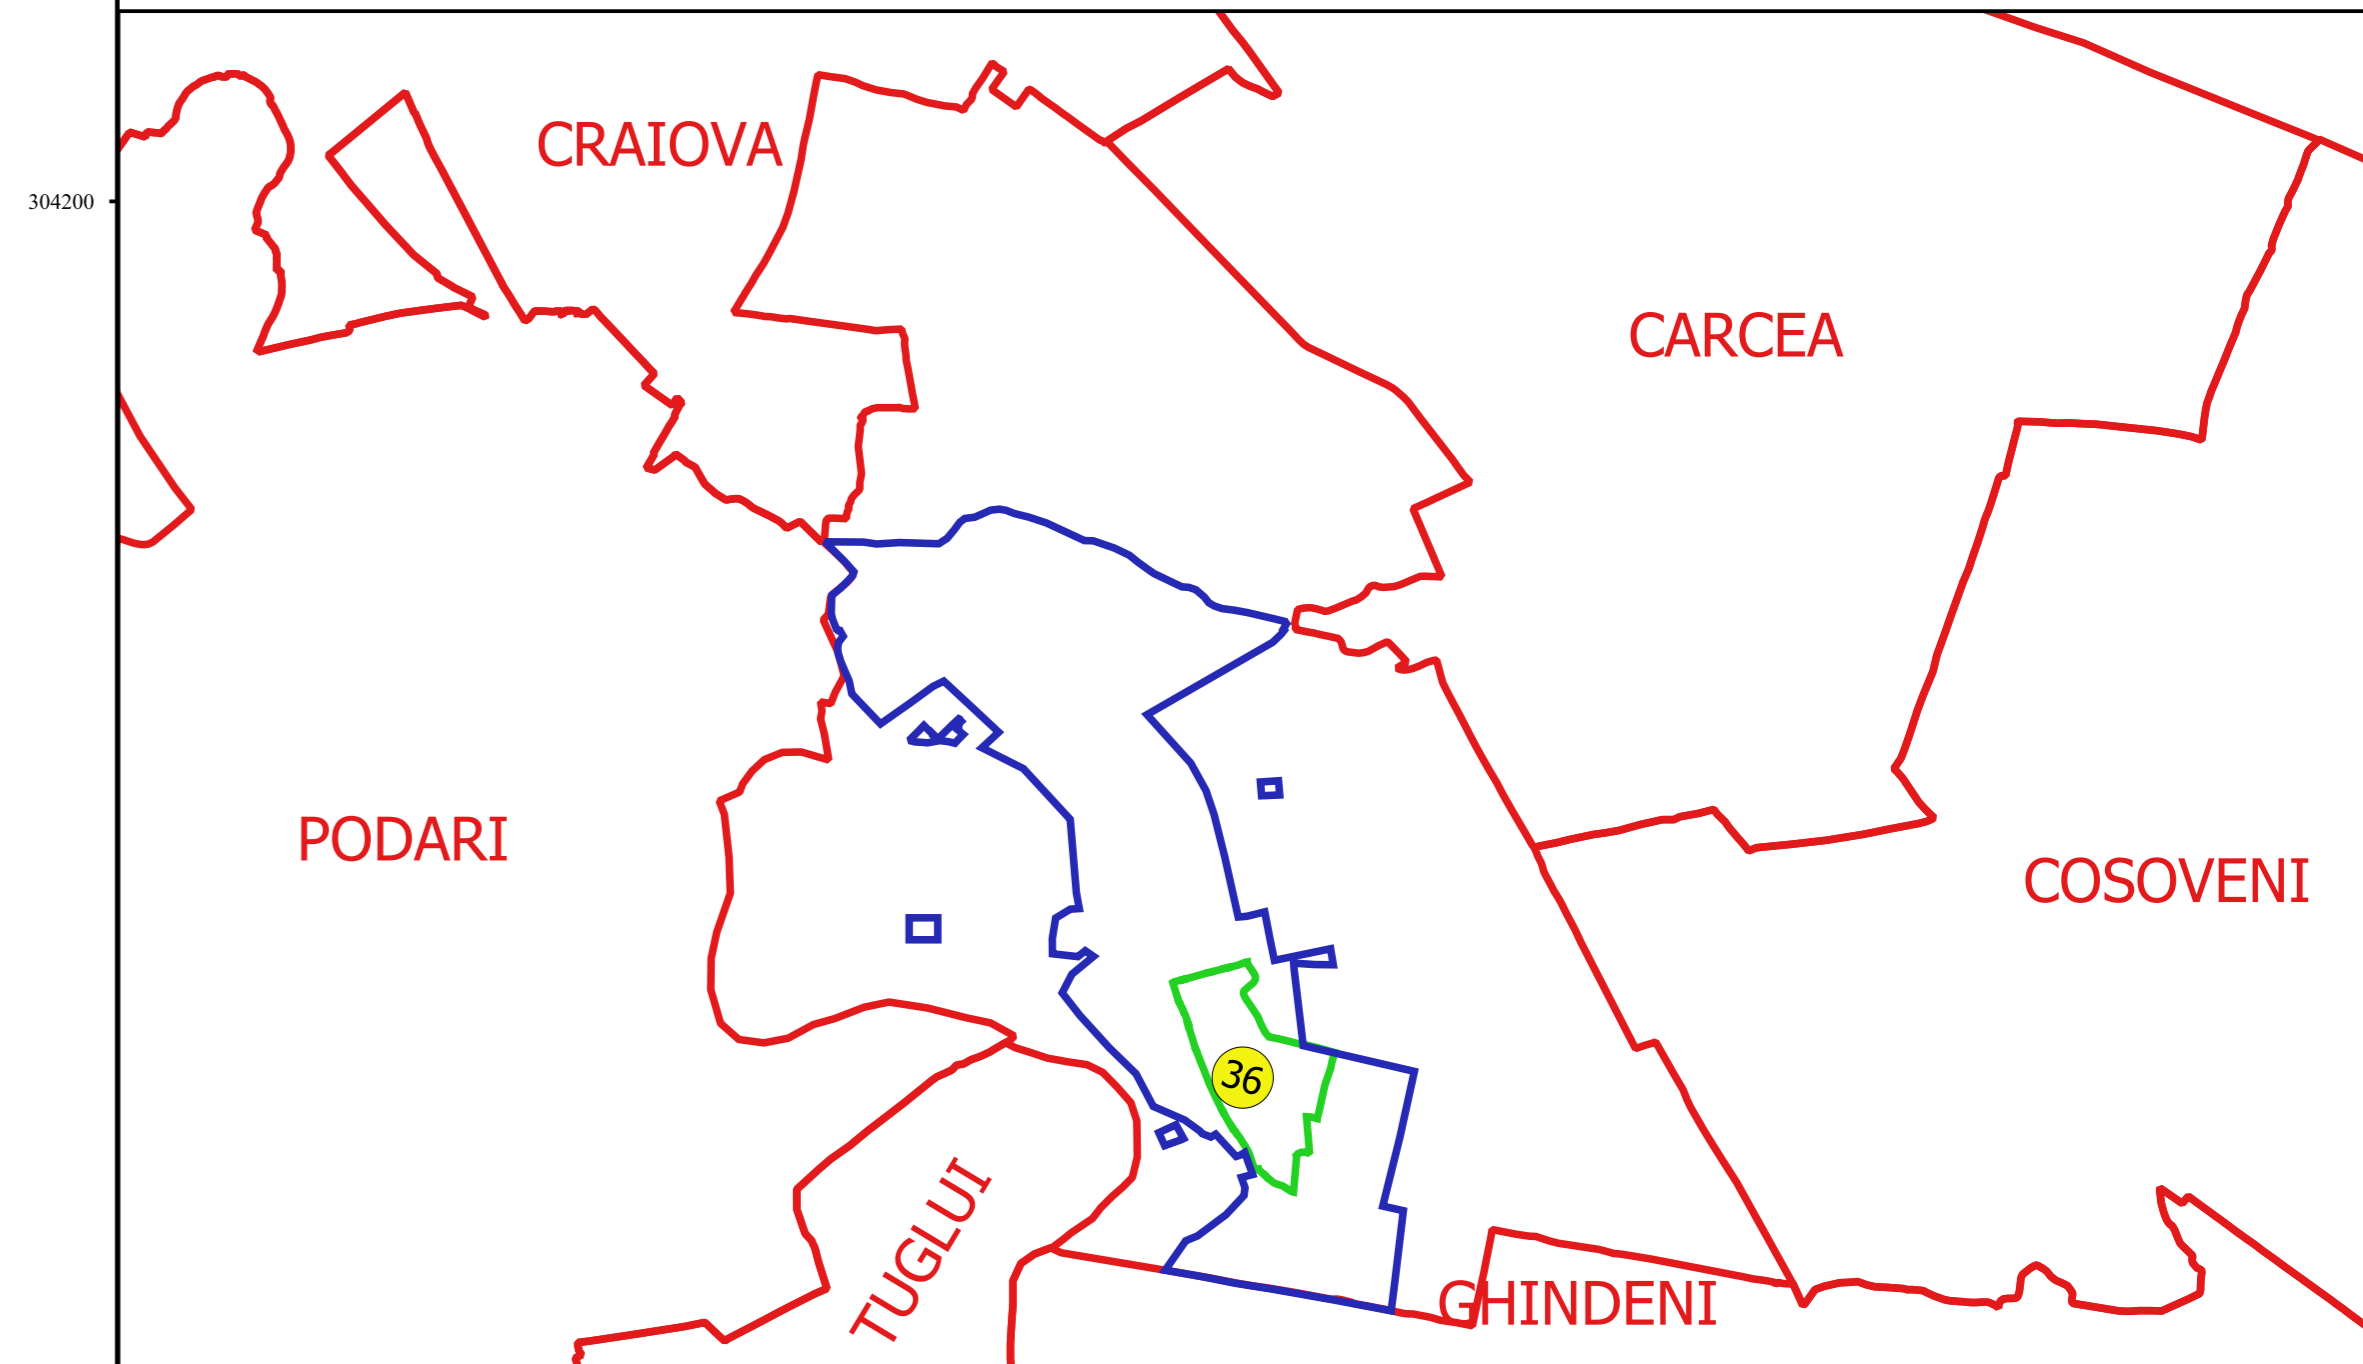 CRAIOVA
304200
CARCEA
PODARI
COSOVENI
36
TUGLUI
GHINDENI